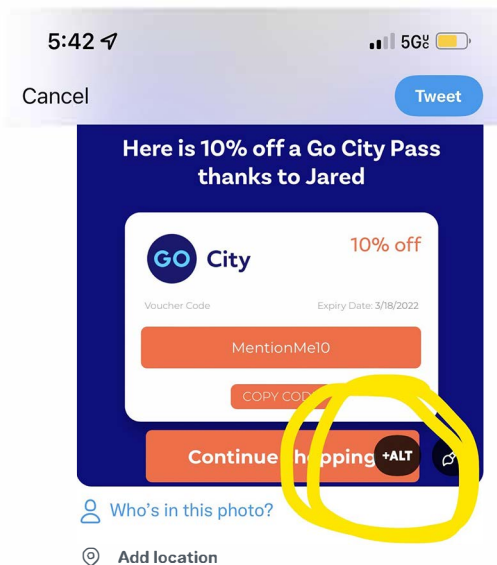 5:42
5G
Cancel
Tweet
Here is 10% off a Go City Pass
thanks to Jared
GO City
10% off
Voucher Code
Expiry Date: 3/18/2022
MentionMe10
COPY
Continue
+ALT
Who's in this photo?
Add location